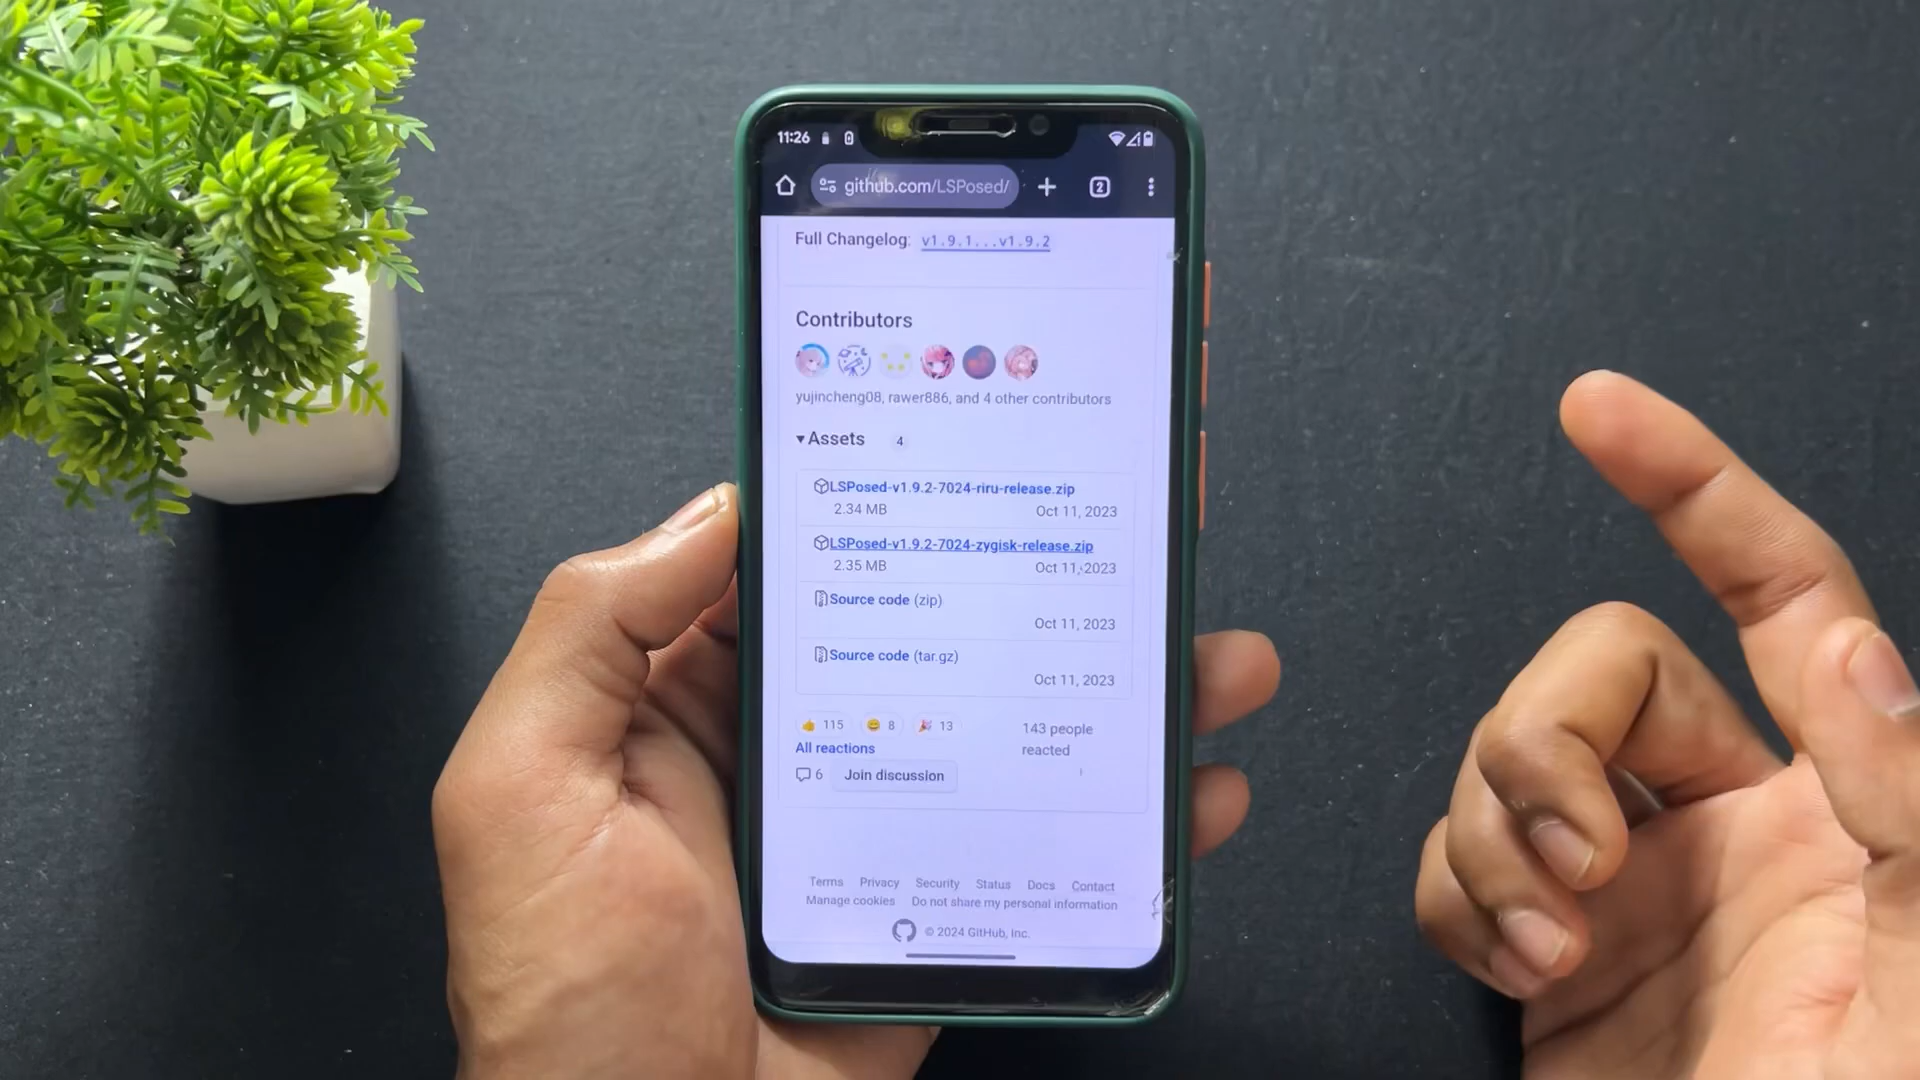 11:26
github.com/LSPosed/
2
Full Changelog: v1.9.1...v1.9.2
Contributors
yujincheng08, rawer886, and 4 other contributors
▾Assets 4
LSPosed-v1.9.2-7024-riru-release.zip
2.34 MB Oct 11, 2023
LSPosed-v1.9.2-7024-zygisk-release.zip
2.35 MB Oct 11, 2023
Source code (zip)
Oct 11, 2023
Source code (tar.gz)
Oct 11, 2023
👍 115 😄 8 🎉 13 143 people
reacted
All reactions
6 Join discussion
Terms Privacy Security Status Docs Contact
Manage cookies Do not share my personal information
© 2024 GitHub, Inc.